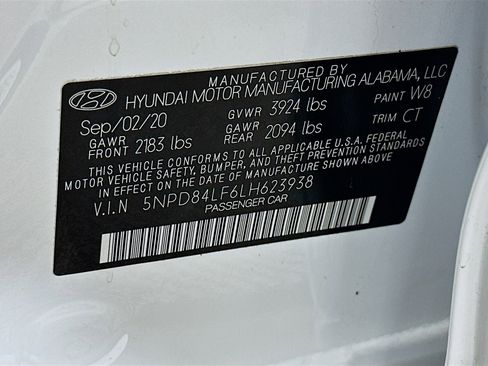 MANUFACTURED BY
HYUNDAI MOTOR MANUFACTURING ALABAMA, LLC
Sep/02/20 GVWR 3924 lbs PAINT W8
GAWR FRONT 2183 lbs GAWR REAR 2094 lbs TRIM CT
THIS VEHICLE CONFORMS TO ALL APPLICABLE U.S.A. FEDERAL
MOTOR VEHICLE SAFETY, BUMPER, AND THEFT PREVENTION STANDARDS
IN EFFECT ON THE DATE OF MANUFACTURE SHOWN ABOVE.
V.I.N 5NPD84LF6LH623938
PASSENGER CAR